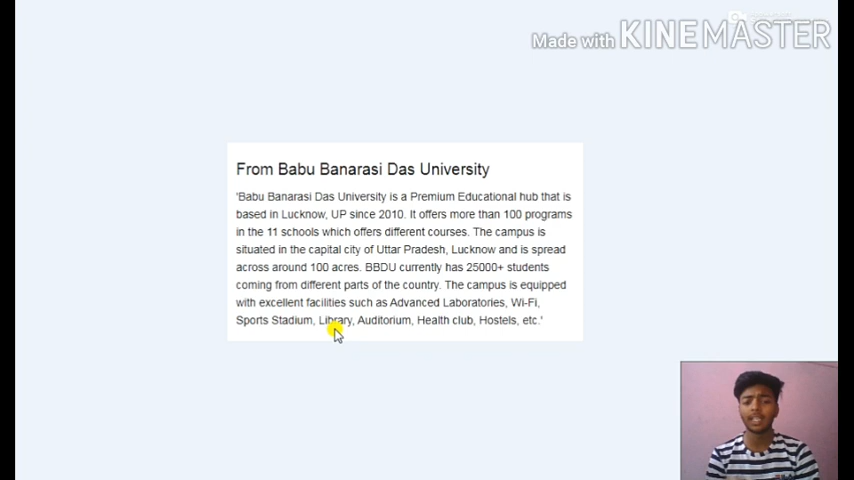 Made with KINEMASTER
From Babu Banarasi Das University
'Babu Banarasi Das University is a Premium Educational hub that is
based in Lucknow, UP since 2010. It offers more than 100 programs
in the 11 schools which offers different courses. The campus is
situated in the capital city of Uttar Pradesh, Lucknow and is spread
across around 100 acres. BBDU currently has 25000+ students
coming from different parts of the country. The campus is equipped
with excellent facilities such as Advanced Laboratories, Wi-Fi,
Sports Stadium, Library, Auditorium, Health club, Hostels, etc.'